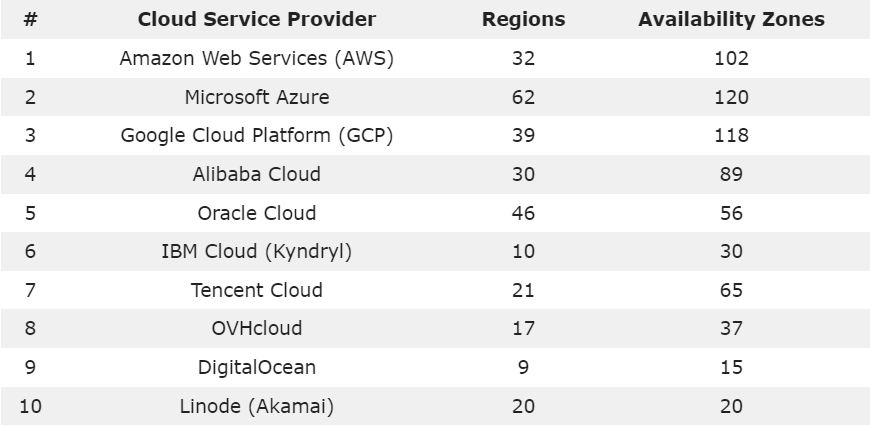 # Cloud Service Provider Regions Availability Zones
1 Amazon Web Services (AWS) 32 102
2 Microsoft Azure 62 120
3 Google Cloud Platform (GCP) 39 118
4 Alibaba Cloud 30 89
5 Oracle Cloud 46 56
6 IBM Cloud (Kyndryl) 10 30
7 Tencent Cloud 21 65
8 OVHcloud 17 37
9 DigitalOcean 9 15
10 Linode (Akamai) 20 20